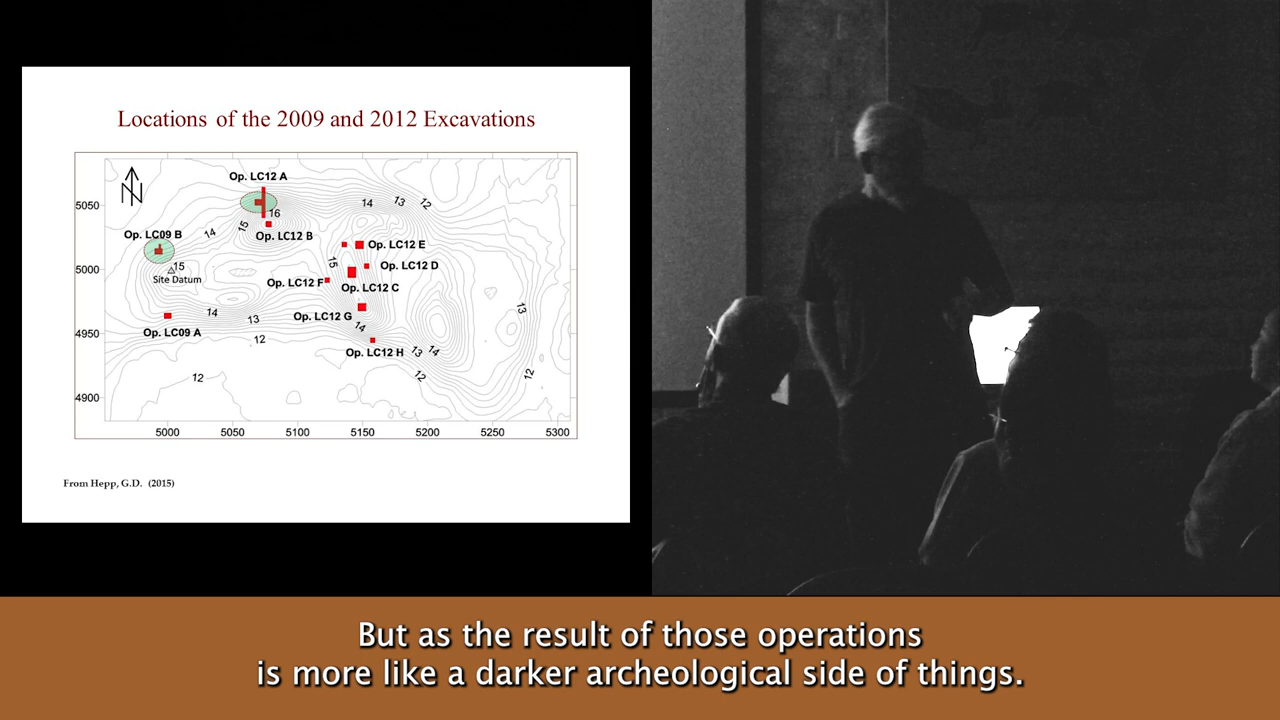 Locations of the 2009 and 2012 Excavations
N
Op. LC12 A
5050
14
13
12
16
15
14
Op. LC09 B
Op. LC12 B
Op. LC12 E
15
Op. LC12 D
5000
15
Site Datum
Op. LC12 F
Op. LC12 C
13
14
13
Op. LC12 G
14
4950
Op. LC09 A
12
Op. LC12 H
13
14
12
12
12
4900
5000
5050
5100
5150
5200
5250
5300
From Hepp, G.D. (2015)
But as the result of those operations
is more like a darker archeological side of things.